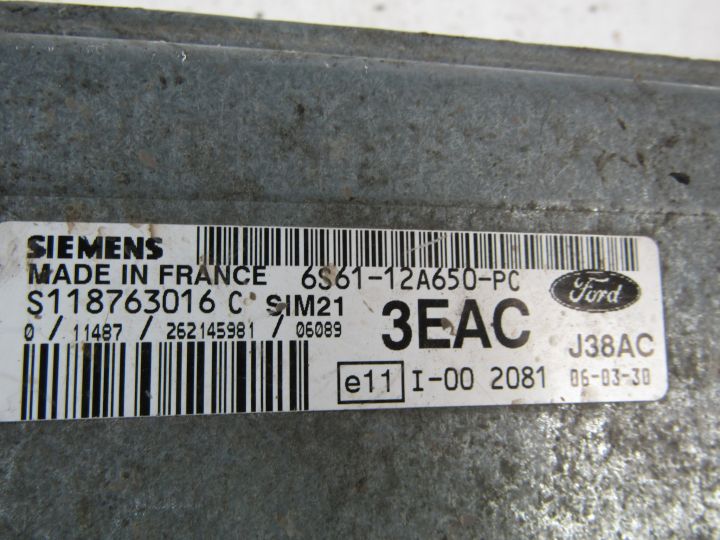 SIEMENS
MADE IN FRANCE 6S61-12A650-PC
S118763016 C SIM21
0 / 11487 / 262145981 / 06089
3EAC
Ford
J38AC
e11 I-00 2081 06-03-30